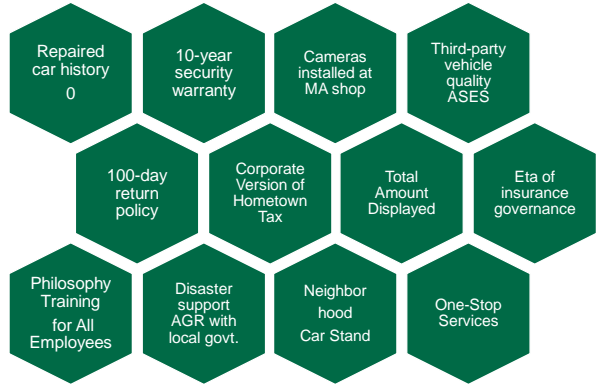 Repaired
car history
0
10-year
security
warranty
Cameras
installed at
MA shop
Third-party
vehicle
quality
ASES
100-day
return
policy
Corporate
Version of
Hometown
Tax
Total
Amount
Displayed
Eta of
insurance
governance
Philosophy
Training
for All
Employees
Disaster
support
AGR with
local govt.
Neighbor
hood
Car Stand
One-Stop
Services